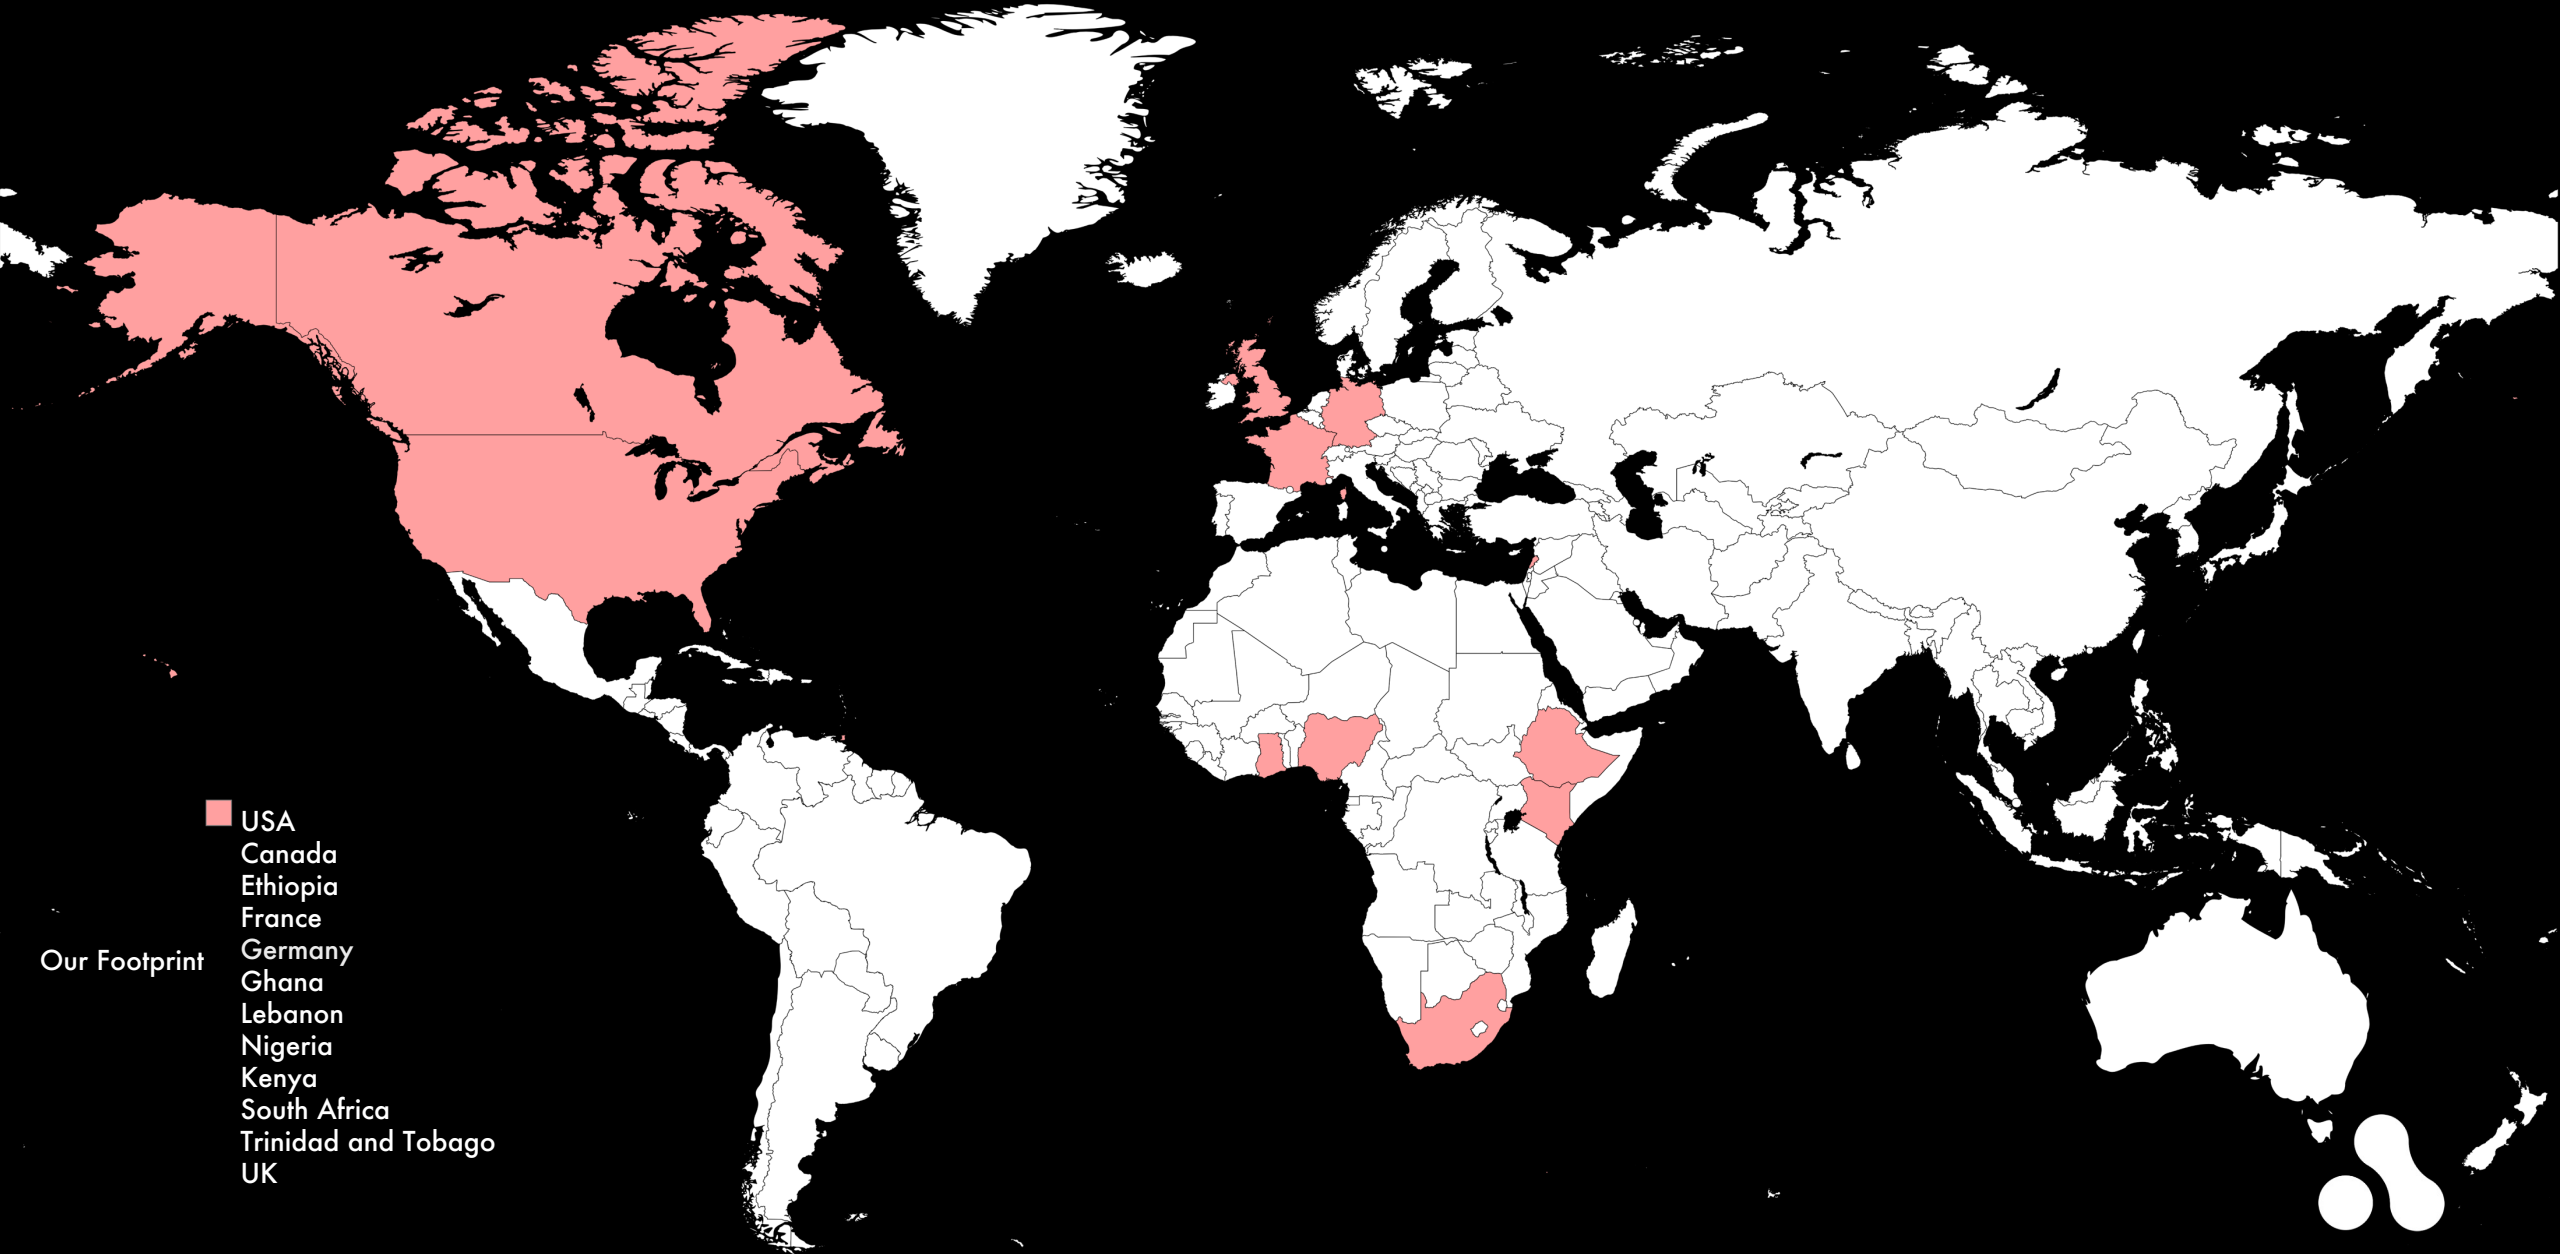 USA
Canada
Ethiopia
France
Our Footprint
Germany
Ghana
Lebanon
Nigeria
Kenya
South Africa
Trinidad and Tobago
UK